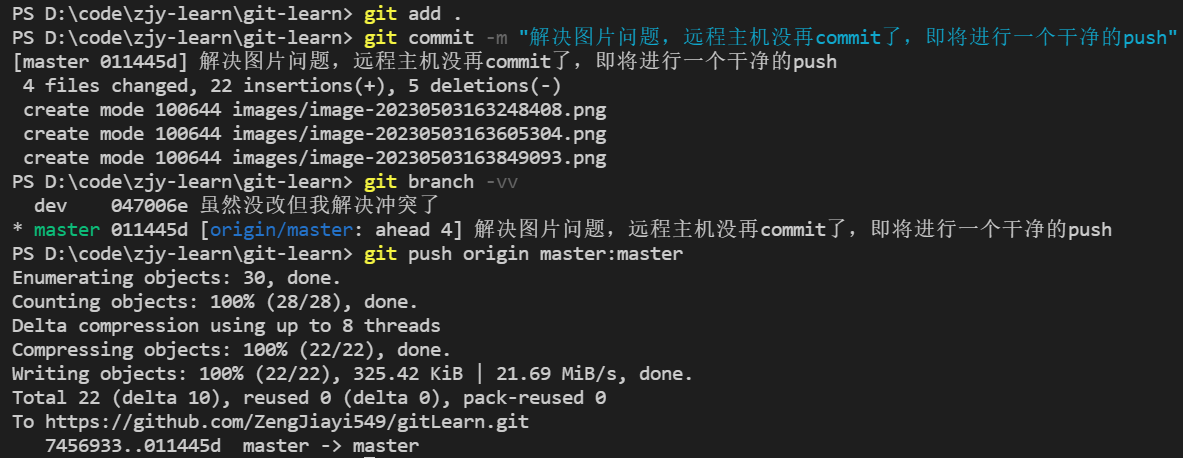 PS D:\code\zjy-learn\git-learn> git add .
PS D:\code\zjy-learn\git-learn> git commit -m "解决图片问题，远程主机没再commit了，即将进行一个干净的push"
[master 011445d] 解决图片问题，远程主机没再commit了，即将进行一个干净的push
 4 files changed, 22 insertions(+), 5 deletions(-)
 create mode 100644 images/image-20230503163248408.png
 create mode 100644 images/image-20230503163605304.png
 create mode 100644 images/image-20230503163849093.png
PS D:\code\zjy-learn\git-learn> git branch -vv
  dev    047006e 虽然没改但我解决冲突了
* master 011445d [origin/master: ahead 4] 解决图片问题，远程主机没再commit了，即将进行一个干净的push
PS D:\code\zjy-learn\git-learn> git push origin master:master
Enumerating objects: 30, done.
Counting objects: 100% (28/28), done.
Delta compression using up to 8 threads
Compressing objects: 100% (22/22), done.
Writing objects: 100% (22/22), 325.42 KiB | 21.69 MiB/s, done.
Total 22 (delta 10), reused 0 (delta 0), pack-reused 0
To https://github.com/ZengJiayi549/gitLearn.git
   7456933..011445d  master -> master